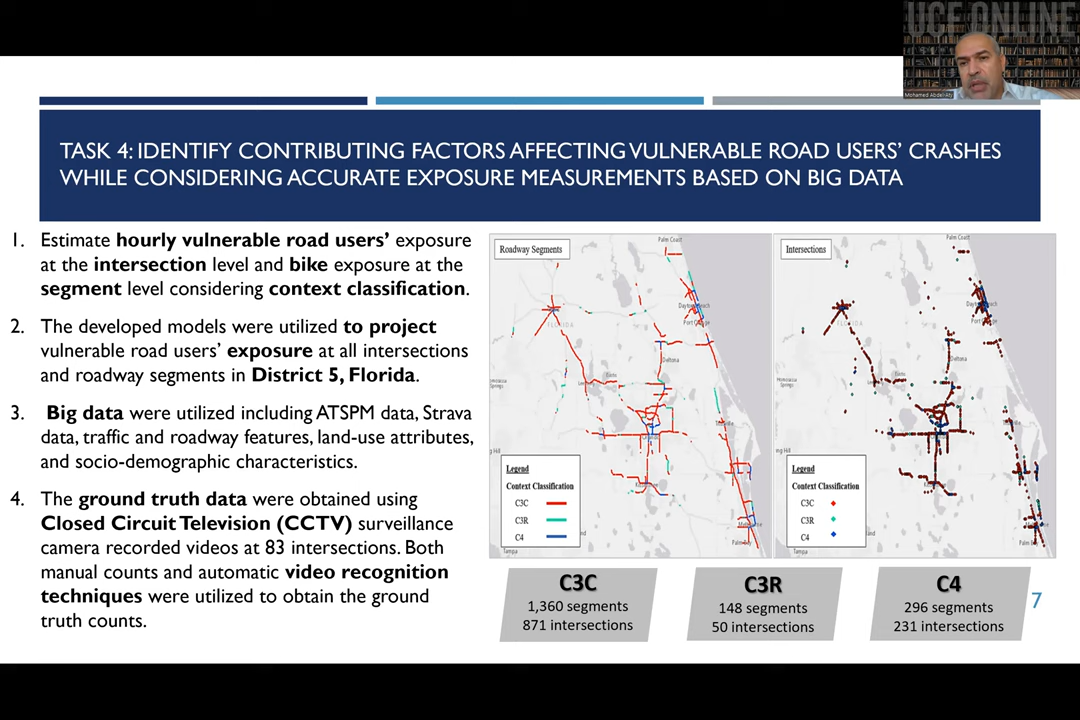 UCF ONLINE
Mohamed Abdel-Aty
TASK 4: IDENTIFY CONTRIBUTING FACTORS AFFECTING VULNERABLE ROAD USERS' CRASHES
WHILE CONSIDERING ACCURATE EXPOSURE MEASUREMENTS BASED ON BIG DATA
1. Estimate hourly vulnerable road users' exposure
at the intersection level and bike exposure at the
segment level considering context classification.
2. The developed models were utilized to project
vulnerable road users' exposure at all intersections
and roadway segments in District 5, Florida.
3. Big data were utilized including ATSPM data, Strava
data, traffic and roadway features, land-use attributes,
and socio-demographic characteristics.
4. The ground truth data were obtained using
Closed Circuit Television (CCTV) surveillance
camera recorded videos at 83 intersections. Both
manual counts and automatic video recognition
techniques were utilized to obtain the ground
truth counts.
Roadway Segments
Palm Coast
FLORIDA
Deltona
Legend
Context Classification
C3C
C3R
C4
Tampa
Intersections
Palm Coast
Deltona
Legend
Context Classification
C3C
C3R
C4
Tampa
C3C
1,360 segments
871 intersections
C3R
148 segments
50 intersections
C4
296 segments
231 intersections
7